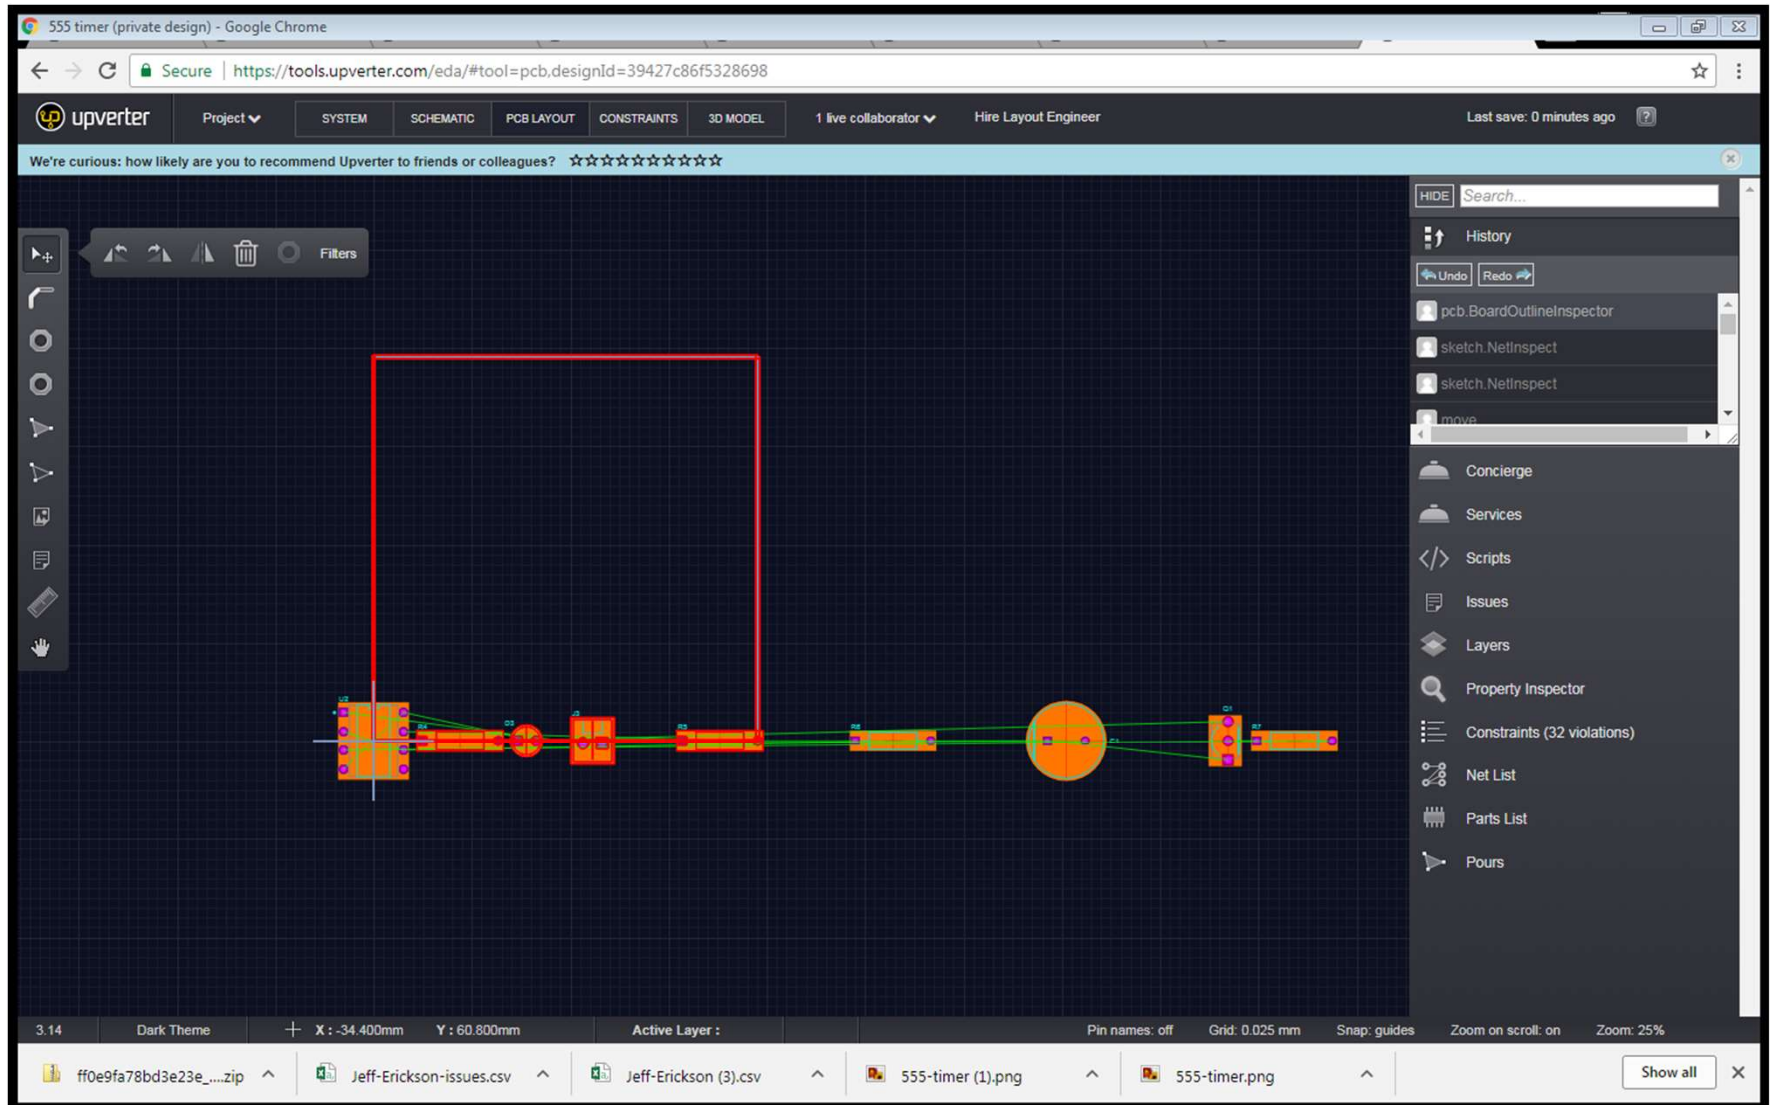 555 timer (private design) - Google Chrome
Secure | https://tools.upverter.com/eda/#tool=pcb,designId=39427c86f5328698
upverter Project SYSTEM SCHEMATIC PCB LAYOUT CONSTRAINTS 3D MODEL 1 live collaborator Hire Layout Engineer Last save: 0 minutes ago ?
We're curious: how likely are you to recommend Upverter to friends or colleagues?
HIDE Search...
History
Filters
Undo Redo
pcb.BoardOutlineInspector
sketch.NetInspect
sketch.NetInspect
move
Concierge
Services
Scripts
Issues
Layers
Property Inspector
Constraints (32 violations)
Net List
Parts List
Pours
3.14 Dark Theme X : -34.400mm Y : 60.800mm Active Layer : Pin names: off Grid: 0.025 mm Snap: guides Zoom on scroll: on Zoom: 25%
ff0e9fa78bd3e23e_....zip Jeff-Erickson-issues.csv Jeff-Erickson (3).csv 555-timer (1).png 555-timer.png Show all